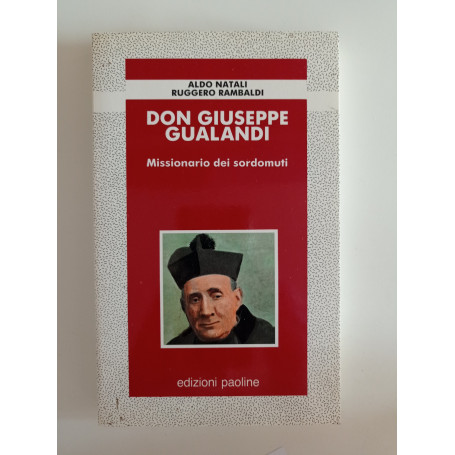 ALDO NATALI
RUGGERO RAMBALDI
DON GIUSEPPE
GUALANDI
Missionario dei sordomuti
edizioni paoline